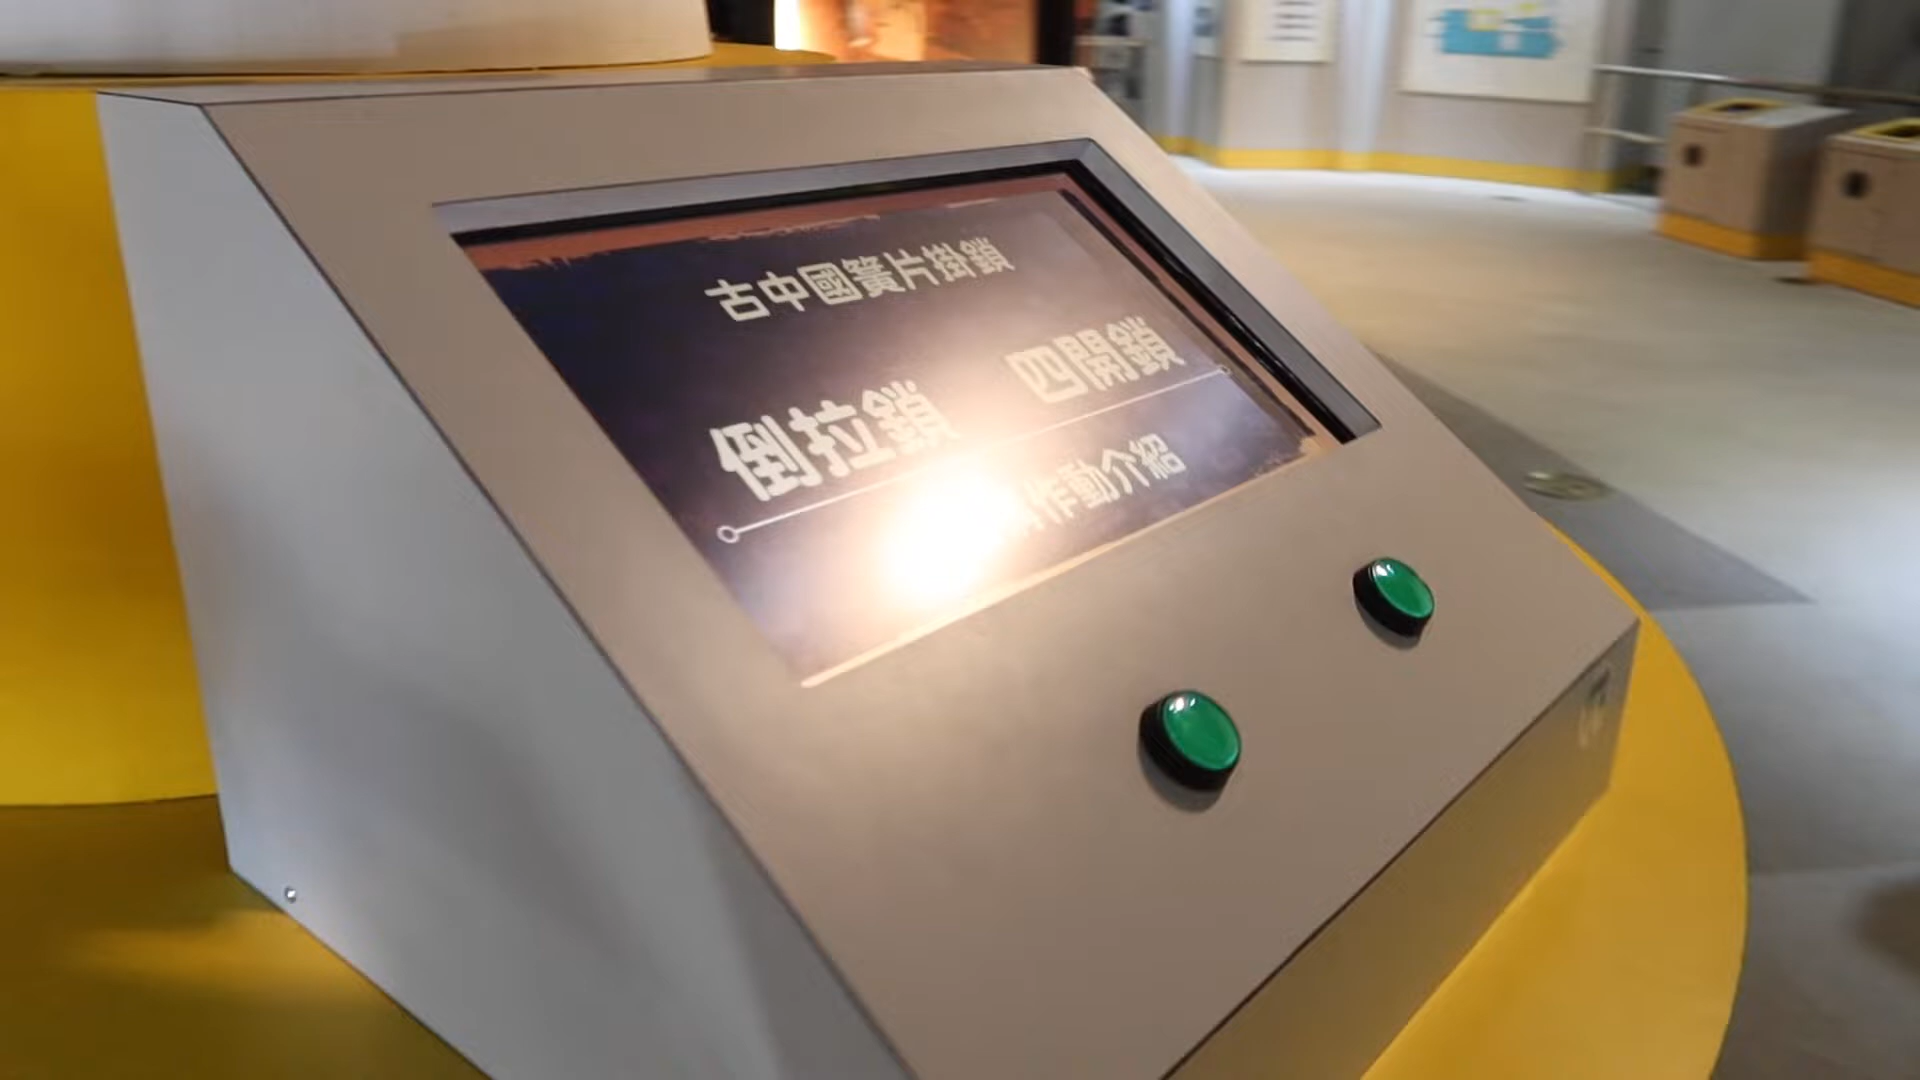 古中國簧片掛鎖
倒拉鎖 四開鎖
作動介紹